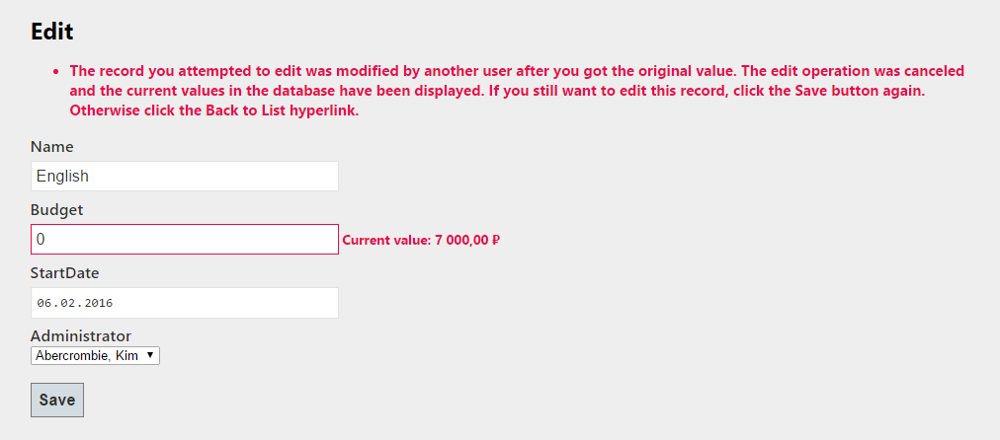 Edit
• The record you attempted to edit was modified by another user after you got the original value. The edit operation was canceled
and the current values in the database have been displayed. If you still want to edit this record, click the Save button again.
Otherwise click the Back to List hyperlink.
Name
English
Budget
0 Current value: 7 000,00 ₽
StartDate
06.02.2016
Administrator
Abercrombie, Kim
Save